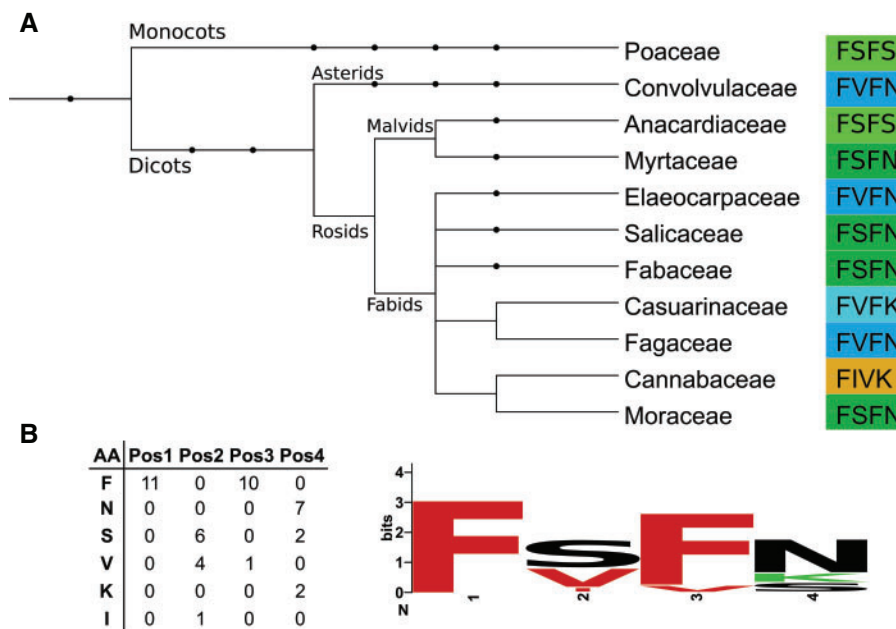 A
Monocots
Poaceae FSFS
Asterids
Convolvulaceae FVFN
Malvids
Anacardiaceae FSFS
Dicots
Myrtaceae FSFN
Elaeocarpaceae FVFN
Rosids
Salicaceae FSFN
Fabaceae FSFN
Fabids
Casuarinaceae FVFK
Fagaceae FVFN
Cannabaceae FIVK
Moraceae FSFN
B
AA Pos1 Pos2 Pos3 Pos4
F 11 0 10 0
N 0 0 0 7
S 0 6 0 2
V 0 4 1 0
K 0 0 0 2
I 0 1 0 0
bits
4
3
2
1
0
F S F N
V I V K S
N 1 2 3 4